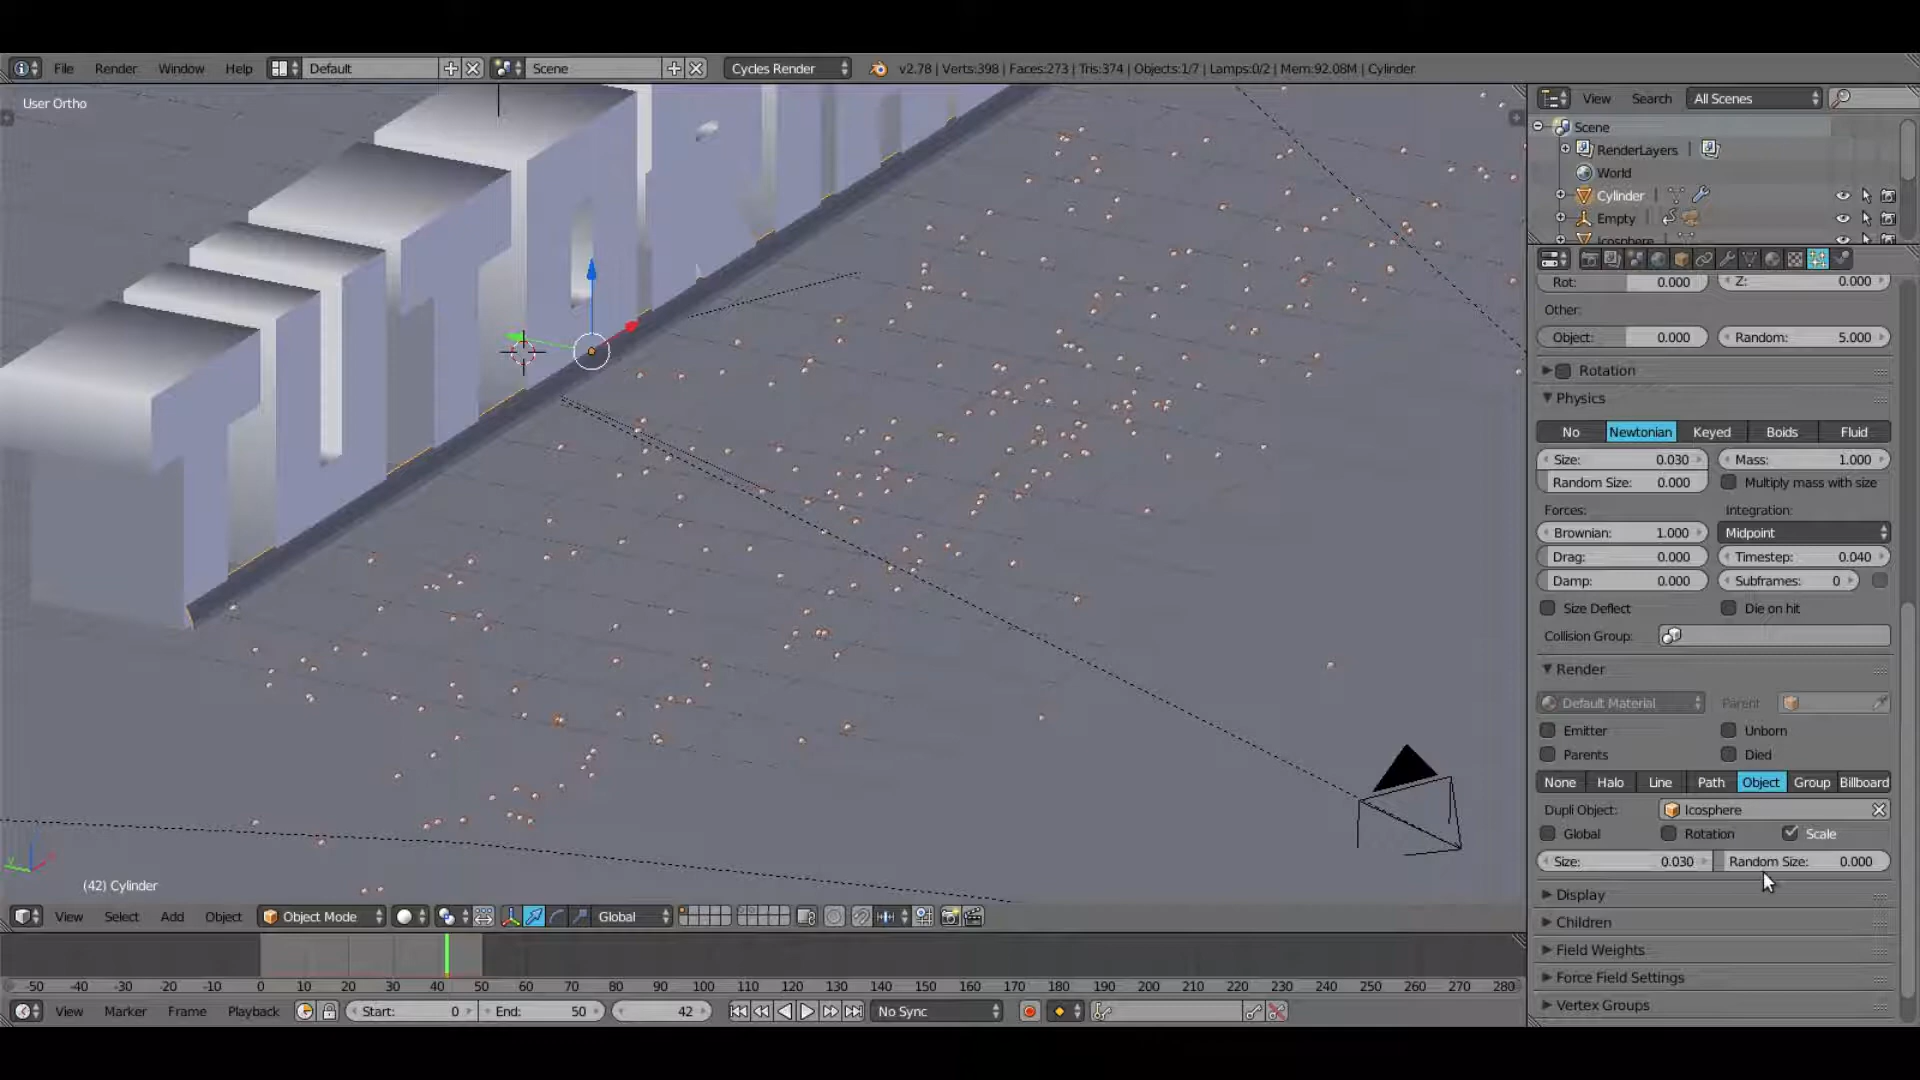 File Render Window Help Default Scene Cycles Render v2.78 | Verts:398 | Faces:273 | Tris:374 | Objects:1/7 | Lamps:0/2 | Mem:92.08M | Cylinder
User Ortho
View Search All Scenes
Scene
RenderLayers
World
Cylinder
Empty
Icosphere
Rot: 0.000 Z: 0.000
Other:
Object: 0.000 Random: 5.000
Rotation
Physics
No Newtonian Keyed Boids Fluid
Size: 0.030 Mass: 1.000
Random Size: 0.000 Multiply mass with size
Forces: Integration:
Brownian: 1.000 Midpoint
Drag: 0.000 Timestep: 0.040
Damp: 0.000 Subframes: 0
Size Deflect Die on hit
Collision Group:
Render
Default Material Parent
Emitter Unborn
Parents Died
None Halo Line Path Object Group Billboard
Dupli Object: Icosphere
Global Rotation Scale
Size: 0.030 Random Size: 0.000
Display
Children
Field Weights
Force Field Settings
Vertex Groups
TUTO
(42) Cylinder
View Select Add Object Object Mode Global
-50 -40 -30 -20 -10 0 10 20 30 40 50 60 70 80 90 100 110 120 130 140 150 160 170 180 190 200 210 220 230 240 250 260 270 280
View Marker Frame Playback Start: 0 End: 50 42 No Sync